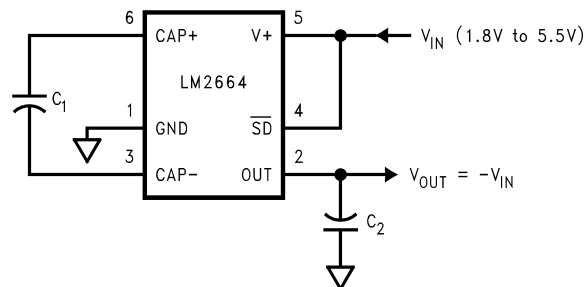 6
5
CAP+
V+
V_IN (1.8V to 5.5V)
LM2664
C_1
1
4
GND
S̅D̅
3
2
CAP-
OUT
V_OUT = -V_IN
C_2